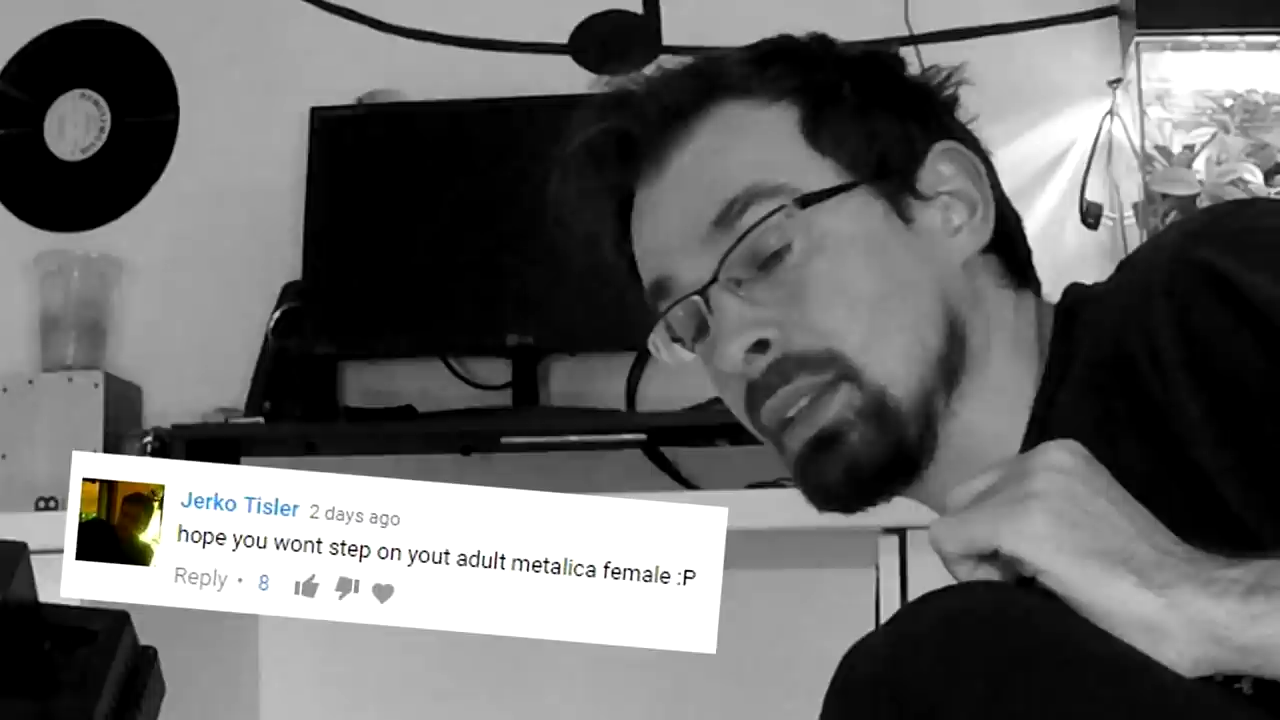 Jerko Tisler 2 days ago
hope you wont step on yout adult metalica female :P
Reply • 8